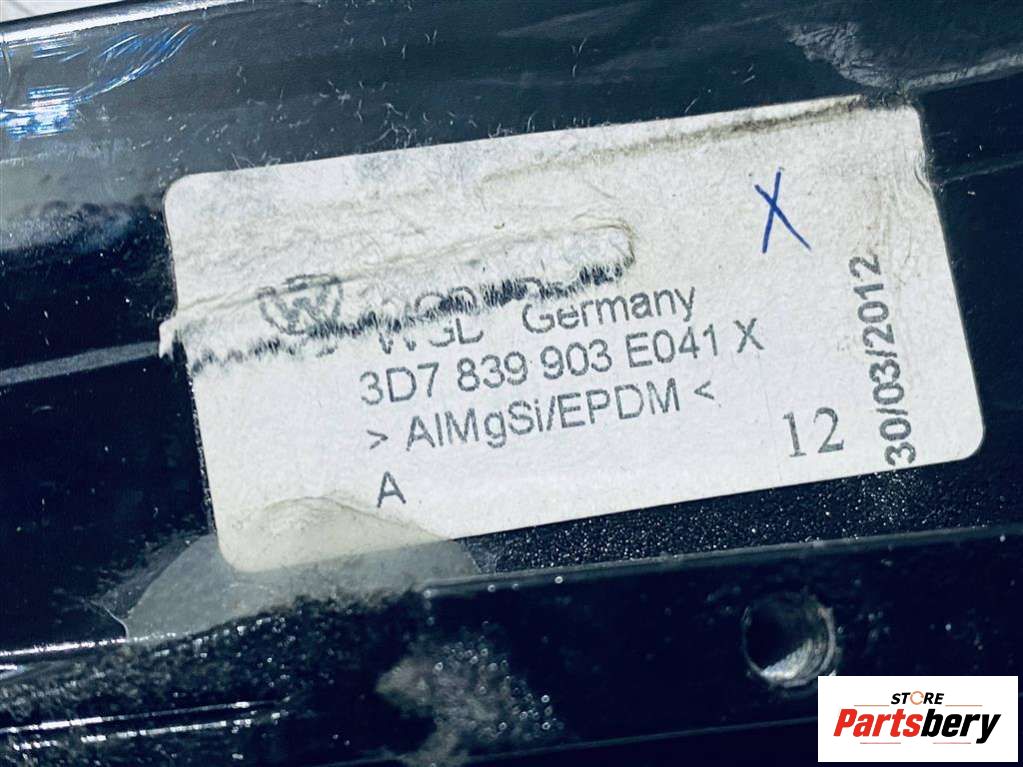 X
Germany
3D7 839 903 E041 X
> AlMgSi/EPDM <
A
12
30/03/2012
STORE
Partsbery